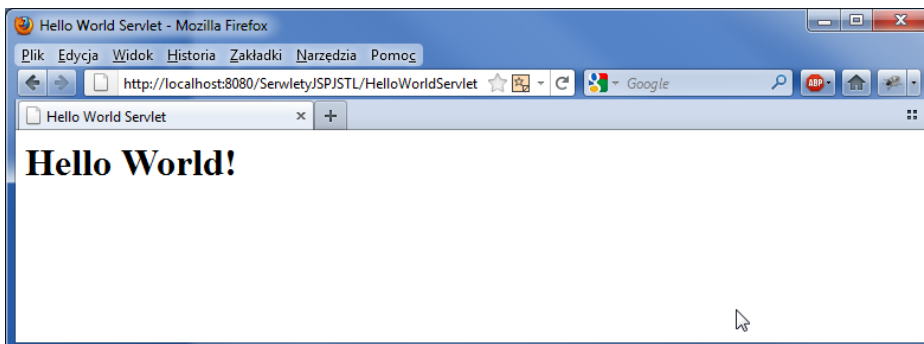 Hello World Servlet - Mozilla Firefox
Plik Edycja Widok Historia Zakładki Narzędzia Pomoc
http://localhost:8080/SerwletyJSPJSTL/HelloWorldServlet Google ABP
Hello World Servlet
Hello World!